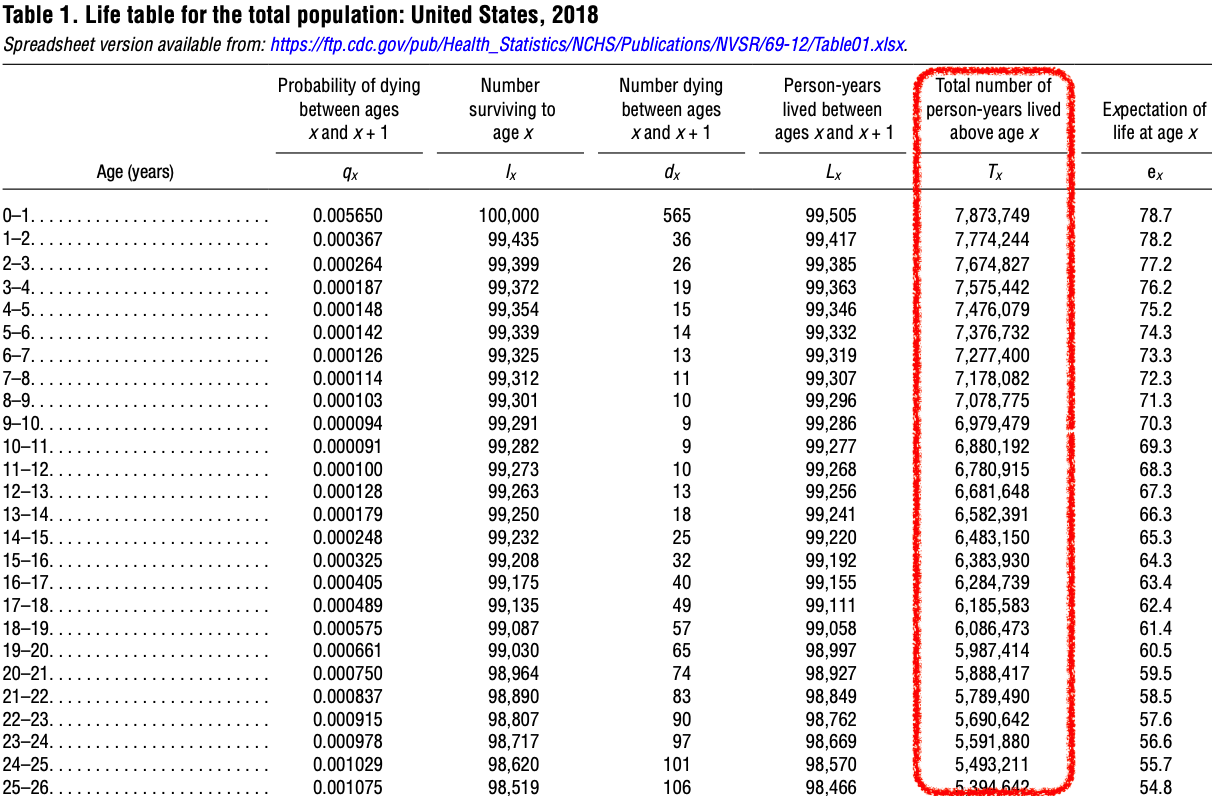 Table 1. Life table for the total population: United States, 2018
Spreadsheet version available from: https://ftp.cdc.gov/pub/Health_Statistics/NCHS/Publications/NVSR/69-12/Table01.xlsx.
Probability of dying between ages x and x + 1 Number surviving to age x Number dying between ages x and x + 1 Person-years lived between ages x and x + 1 Total number of person-years lived above age x Expectation of life at age x
Age (years) qx lx dx Lx Tx ex
0–1. . . . . . . . . . . . . . . . . . . . . . . . . . 0.005650 100,000 565 99,505 7,873,749 78.7
1–2. . . . . . . . . . . . . . . . . . . . . . . . . . 0.000367 99,435 36 99,417 7,774,244 78.2
2–3. . . . . . . . . . . . . . . . . . . . . . . . . . 0.000264 99,399 26 99,385 7,674,827 77.2
3–4. . . . . . . . . . . . . . . . . . . . . . . . . . 0.000187 99,372 19 99,363 7,575,442 76.2
4–5. . . . . . . . . . . . . . . . . . . . . . . . . . 0.000148 99,354 15 99,346 7,476,079 75.2
5–6. . . . . . . . . . . . . . . . . . . . . . . . . . 0.000142 99,339 14 99,332 7,376,732 74.3
6–7. . . . . . . . . . . . . . . . . . . . . . . . . . 0.000126 99,325 13 99,319 7,277,400 73.3
7–8. . . . . . . . . . . . . . . . . . . . . . . . . . 0.000114 99,312 11 99,307 7,178,082 72.3
8–9. . . . . . . . . . . . . . . . . . . . . . . . . . 0.000103 99,301 10 99,296 7,078,775 71.3
9–10. . . . . . . . . . . . . . . . . . . . . . . . . 0.000094 99,291 9 99,286 6,979,479 70.3
10–11. . . . . . . . . . . . . . . . . . . . . . . . 0.000091 99,282 9 99,277 6,880,192 69.3
11–12. . . . . . . . . . . . . . . . . . . . . . . . 0.000100 99,273 10 99,268 6,780,915 68.3
12–13. . . . . . . . . . . . . . . . . . . . . . . . 0.000128 99,263 13 99,256 6,681,648 67.3
13–14. . . . . . . . . . . . . . . . . . . . . . . . 0.000179 99,250 18 99,241 6,582,391 66.3
14–15. . . . . . . . . . . . . . . . . . . . . . . . 0.000248 99,232 25 99,220 6,483,150 65.3
15–16. . . . . . . . . . . . . . . . . . . . . . . . 0.000325 99,208 32 99,192 6,383,930 64.3
16–17. . . . . . . . . . . . . . . . . . . . . . . . 0.000405 99,175 40 99,155 6,284,739 63.4
17–18. . . . . . . . . . . . . . . . . . . . . . . . 0.000489 99,135 49 99,111 6,185,583 62.4
18–19. . . . . . . . . . . . . . . . . . . . . . . . 0.000575 99,087 57 99,058 6,086,473 61.4
19–20. . . . . . . . . . . . . . . . . . . . . . . . 0.000661 99,030 65 98,997 5,987,414 60.5
20–21. . . . . . . . . . . . . . . . . . . . . . . . 0.000750 98,964 74 98,927 5,888,417 59.5
21–22. . . . . . . . . . . . . . . . . . . . . . . . 0.000837 98,890 83 98,849 5,789,490 58.5
22–23. . . . . . . . . . . . . . . . . . . . . . . . 0.000915 98,807 90 98,762 5,690,642 57.6
23–24. . . . . . . . . . . . . . . . . . . . . . . . 0.000978 98,717 97 98,669 5,591,880 56.6
24–25. . . . . . . . . . . . . . . . . . . . . . . . 0.001029 98,620 101 98,570 5,493,211 55.7
25–26. . . . . . . . . . . . . . . . . . . . . . . . 0.001075 98,519 106 98,466 5,394,642 54.8